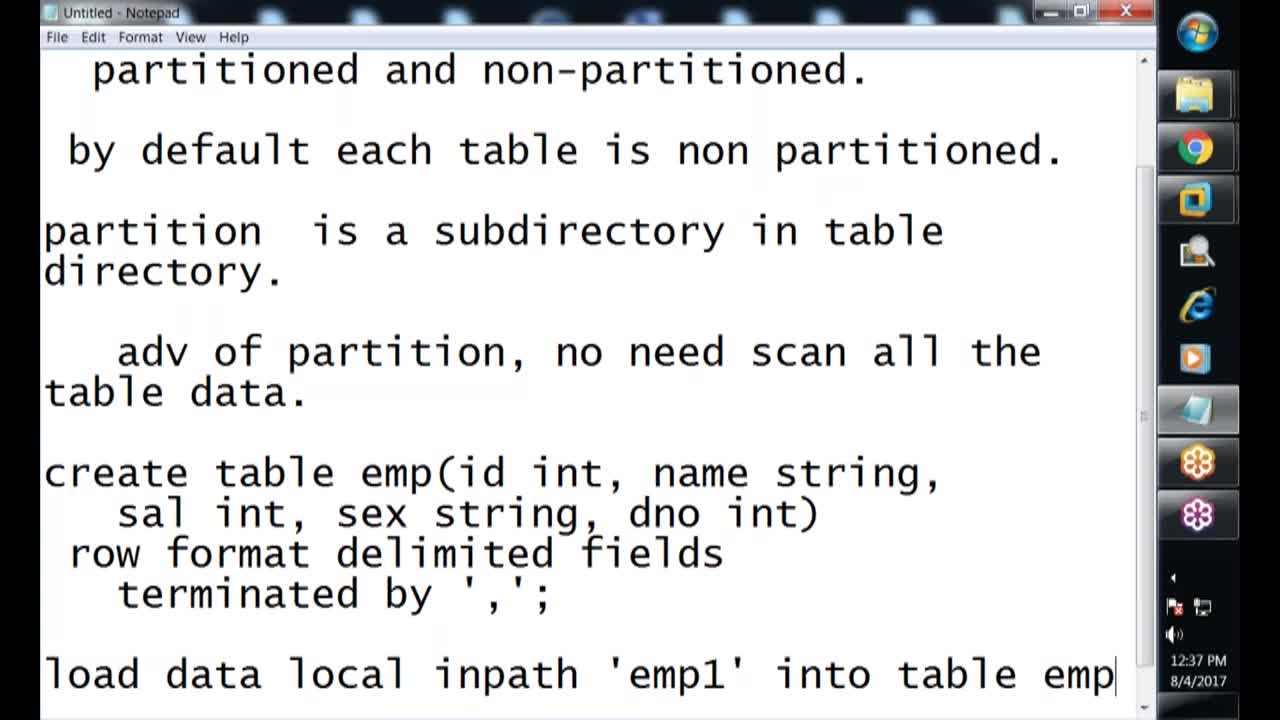 Untitled - Notepad
File Edit Format View Help
partitioned and non-partitioned.
by default each table is non partitioned.
partition is a subdirectory in table
directory.
adv of partition, no need scan all the
table data.
create table emp(id int, name string,
sal int, sex string, dno int)
row format delimited fields
terminated by ',';
load data local inpath 'emp1' into table emp
12:37 PM
8/4/2017